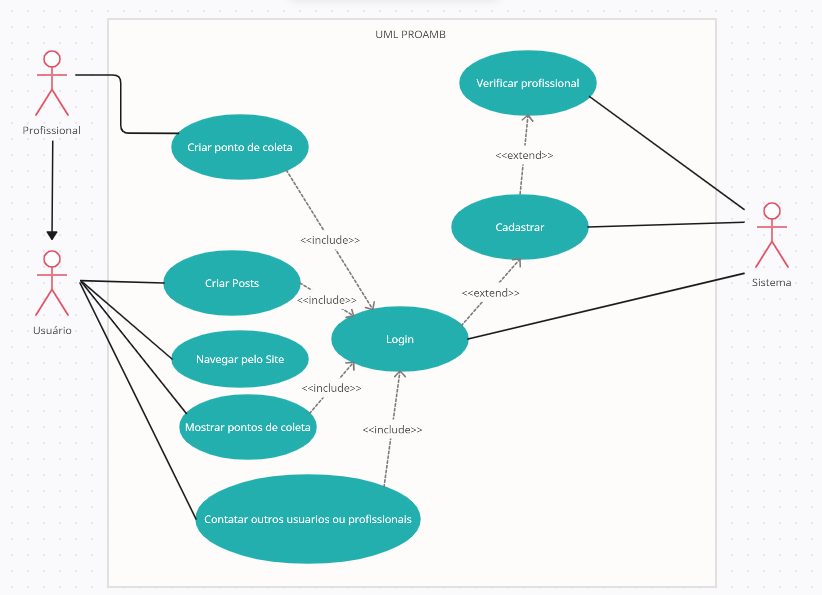 UML PROAMB
Verificar profissional
Profissional
Criar ponto de coleta
<<extend>>
Cadastrar
<<include>>
Sistema
Criar Posts
<<extend>>
<<include>>
Usuário
Login
Navegar pelo Site
<<include>>
Mostrar pontos de coleta
<<include>>
Contatar outros usuarios ou profissionals